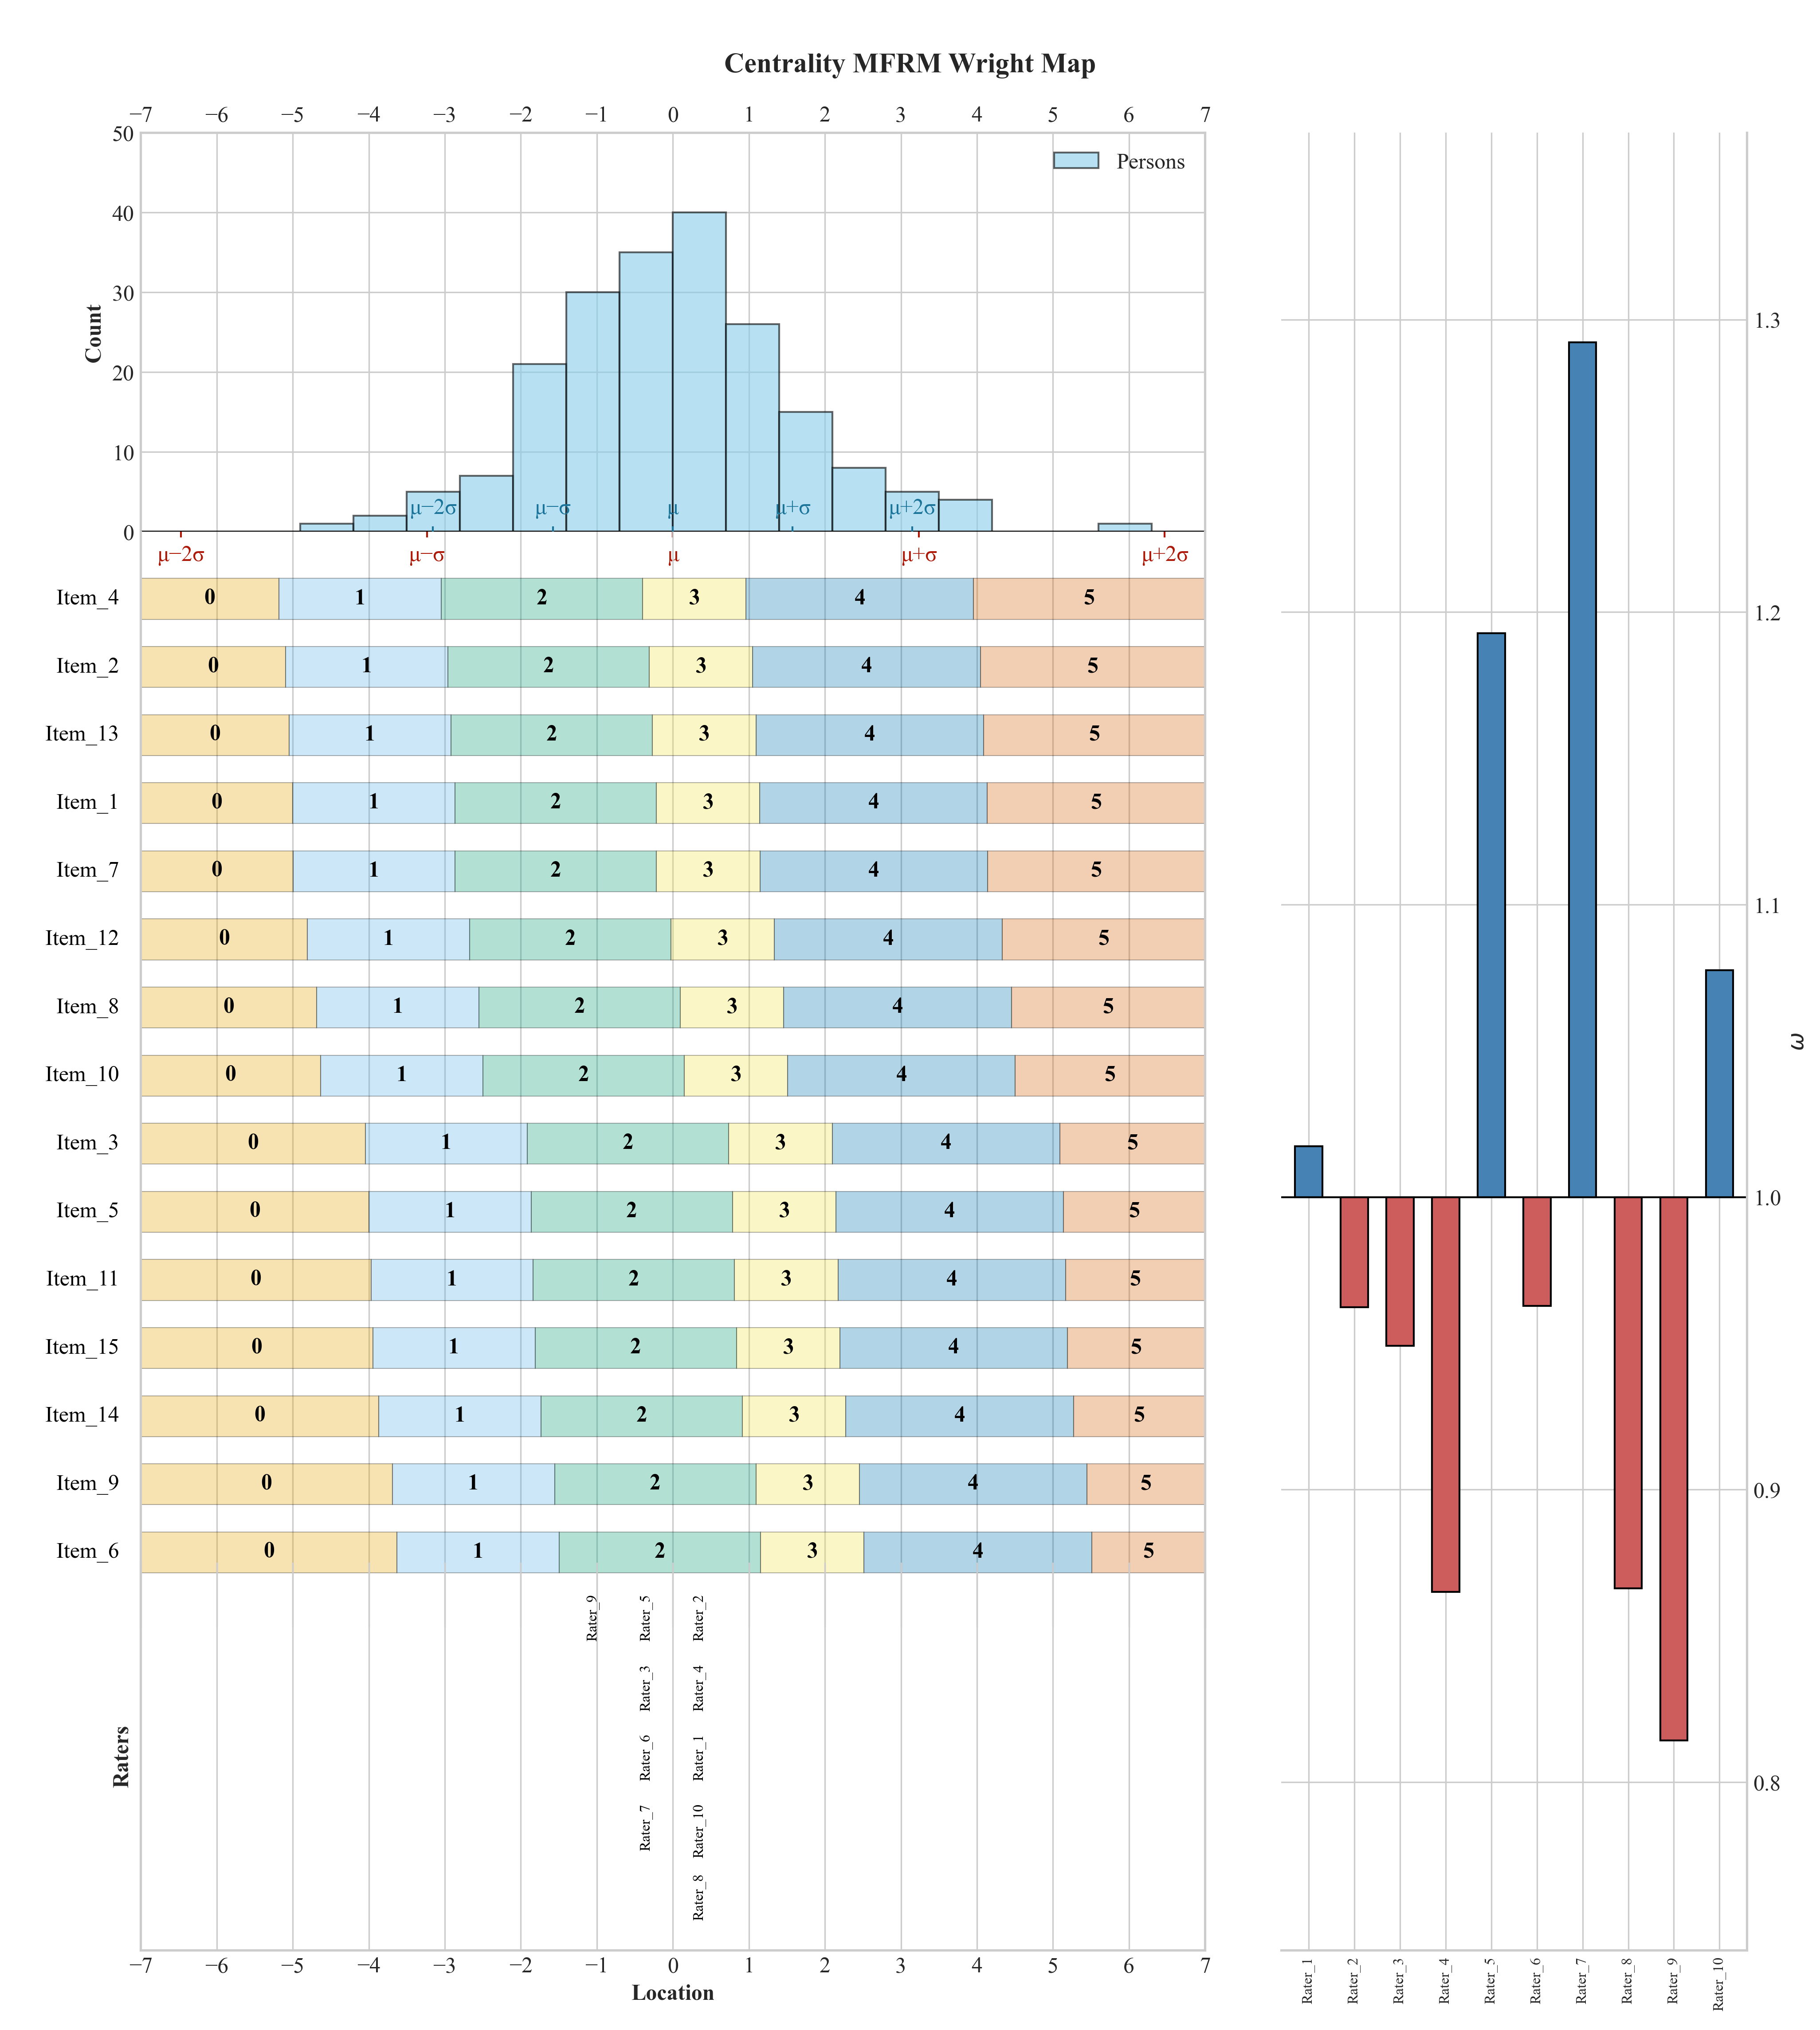 Centrality MFRM Wright Map
−7 −6 −5 −4 −3 −2 −1 0 1 2 3 4 5 6 7
Persons
Count
50
40
30
20
10
0
μ−2σ μ−σ μ μ+σ μ+2σ
μ−2σ μ−σ μ μ+σ μ+2σ
Item_4 0 1 2 3 4 5
Item_2 0 1 2 3 4 5
Item_13 0 1 2 3 4 5
Item_1 0 1 2 3 4 5
Item_7 0 1 2 3 4 5
Item_12 0 1 2 3 4 5
Item_8 0 1 2 3 4 5
Item_10 0 1 2 3 4 5
Item_3 0 1 2 3 4 5
Item_5 0 1 2 3 4 5
Item_11 0 1 2 3 4 5
Item_15 0 1 2 3 4 5
Item_14 0 1 2 3 4 5
Item_9 0 1 2 3 4 5
Item_6 0 1 2 3 4 5
Raters
Rater_9 Rater_5 Rater_2
Rater_3 Rater_4
Rater_6 Rater_1
Rater_7 Rater_10
Rater_8
−7 −6 −5 −4 −3 −2 −1 0 1 2 3 4 5 6 7
Location
1.3
1.2
1.1
1.0
0.9
0.8
ω
Rater_1 Rater_2 Rater_3 Rater_4 Rater_5 Rater_6 Rater_7 Rater_8 Rater_9 Rater_10